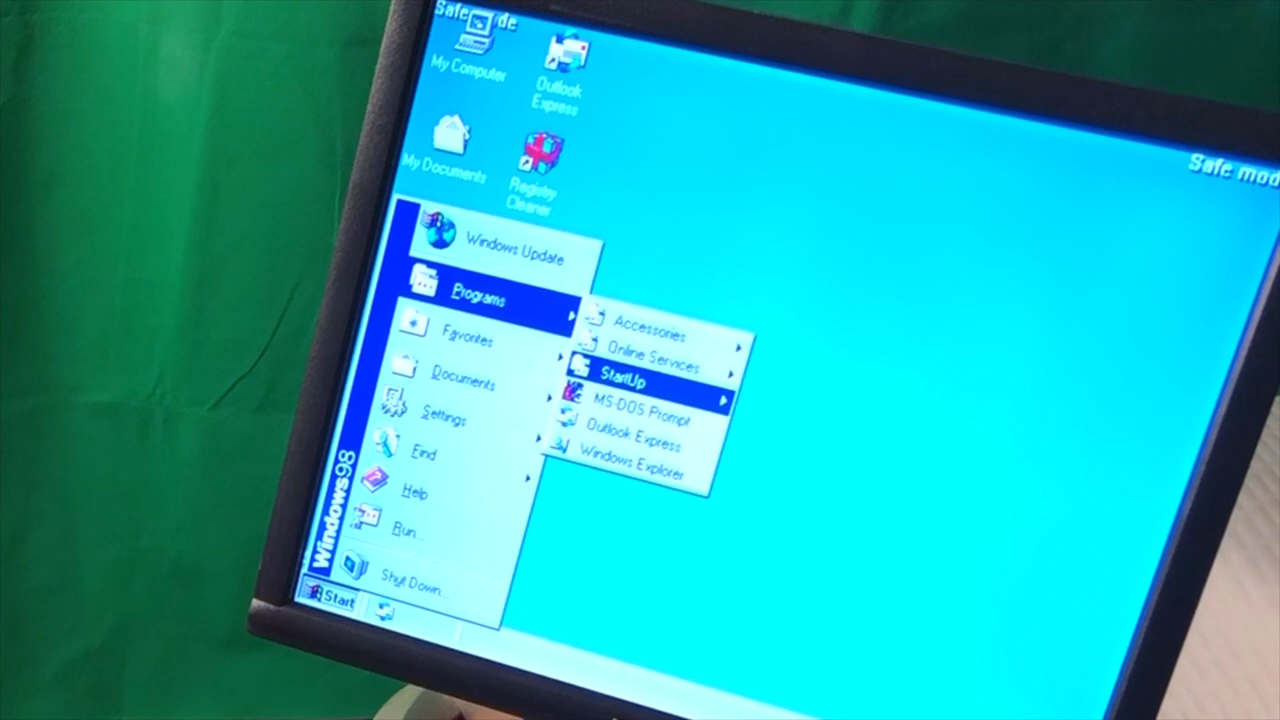 Safe mode
My Computer
Outlook
Express
My Documents
Registry
Cleaner
Safe mod
Windows Update
Programs
Favorites
Documents
Settings
Find
Help
Run...
Shut Down...
Accessories
Online Services
StartUp
MS-DOS Prompt
Outlook Express
Windows Explorer
Windows98
Start